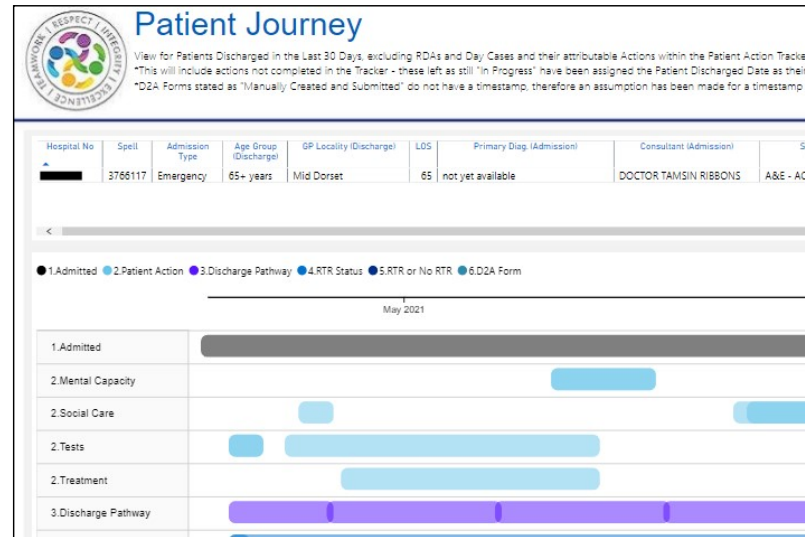 RESPECT | INTEGRITY
TEAMWORK | EXCELLENCE
Patient Journey
View for Patients Discharged in the Last 30 Days, excluding RDAs and Day Cases and their attributable Actions within the Patient Action Tracke
*This will include actions not completed in the Tracker - these left as still "In Progress" have been assigned the Patient Discharged Date as their
*D2A Forms stated as "Manually Created and Submitted" do not have a timestamp, therefore an assumption has been made for a timestamp
Hospital No Spell Admission Type Age Group (Discharge) GP Locality (Discharge) LOS Primary Diag. (Admission) Consultant (Admission) S
3766117 Emergency 65+ years Mid Dorset 65 not yet available DOCTOR TAMSIN RIBBONS A&E - AC
1.Admitted 2.Patient Action 3.Discharge Pathway 4.RTR Status 5.RTR or No RTR 6.D2A Form
May 2021
1.Admitted
2.Mental Capacity
2.Social Care
2.Tests
2.Treatment
3.Discharge Pathway